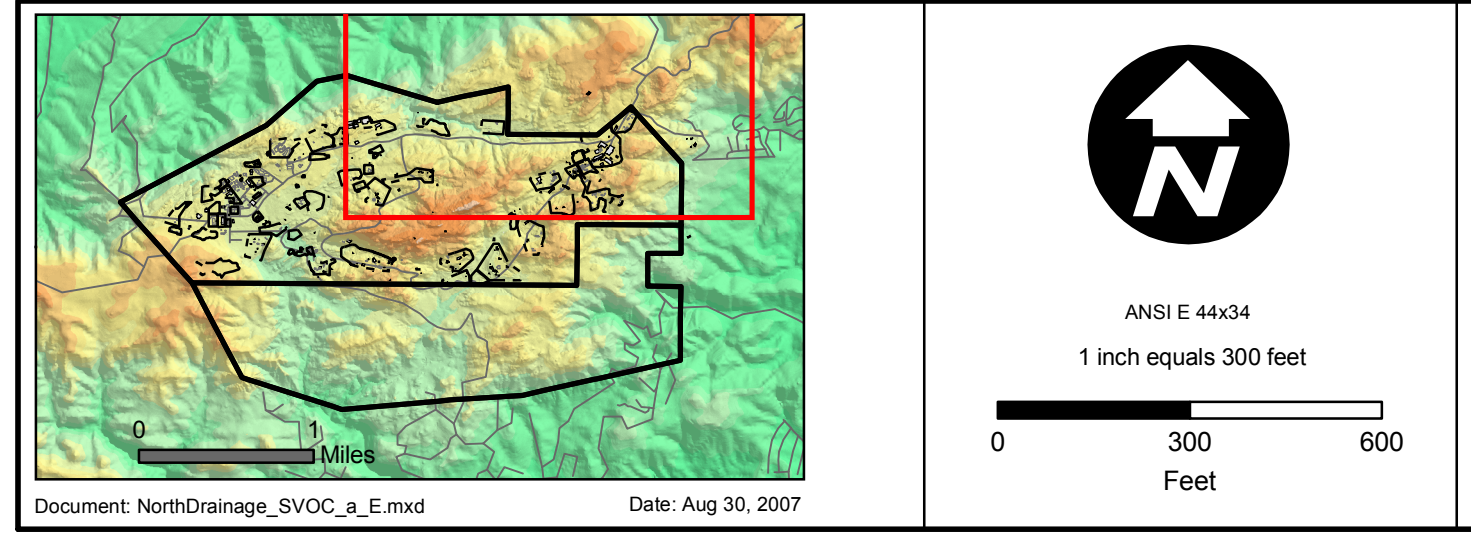 0 1
Miles
Document: NorthDrainage_SVOC_a_E.mxd Date: Aug 30, 2007
N
ANSI E 44x34
1 inch equals 300 feet
0 300 600
Feet